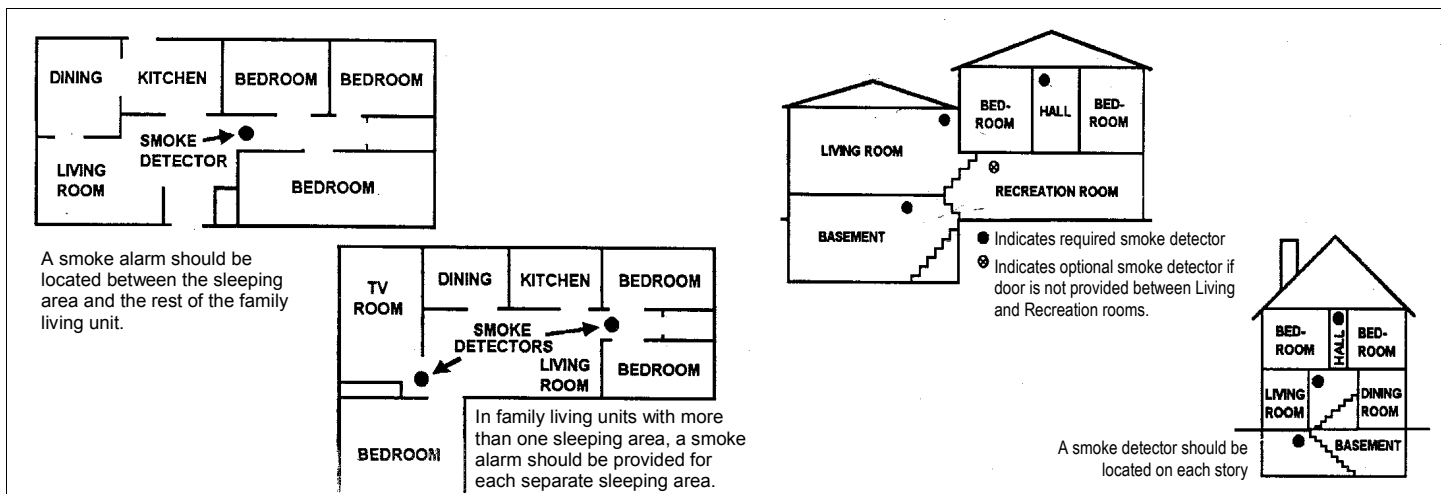 DINING
KITCHEN
BEDROOM
BEDROOM
SMOKE
DETECTOR
LIVING
ROOM
BEDROOM
A smoke alarm should be
located between the sleeping
area and the rest of the family
living unit.
TV
ROOM
DINING
KITCHEN
BEDROOM
SMOKE
DETECTORS
LIVING
ROOM
BEDROOM
BEDROOM
In family living units with more
than one sleeping area, a smoke
alarm should be provided for
each separate sleeping area.
BED-
ROOM
HALL
BED-
ROOM
LIVING ROOM
RECREATION ROOM
BASEMENT
Indicates required smoke detector
Indicates optional smoke detector if
door is not provided between Living
and Recreation rooms.
BED-
ROOM
HALL
BED-
ROOM
LIVING
ROOM
DINING
ROOM
BASEMENT
A smoke detector should be
located on each story